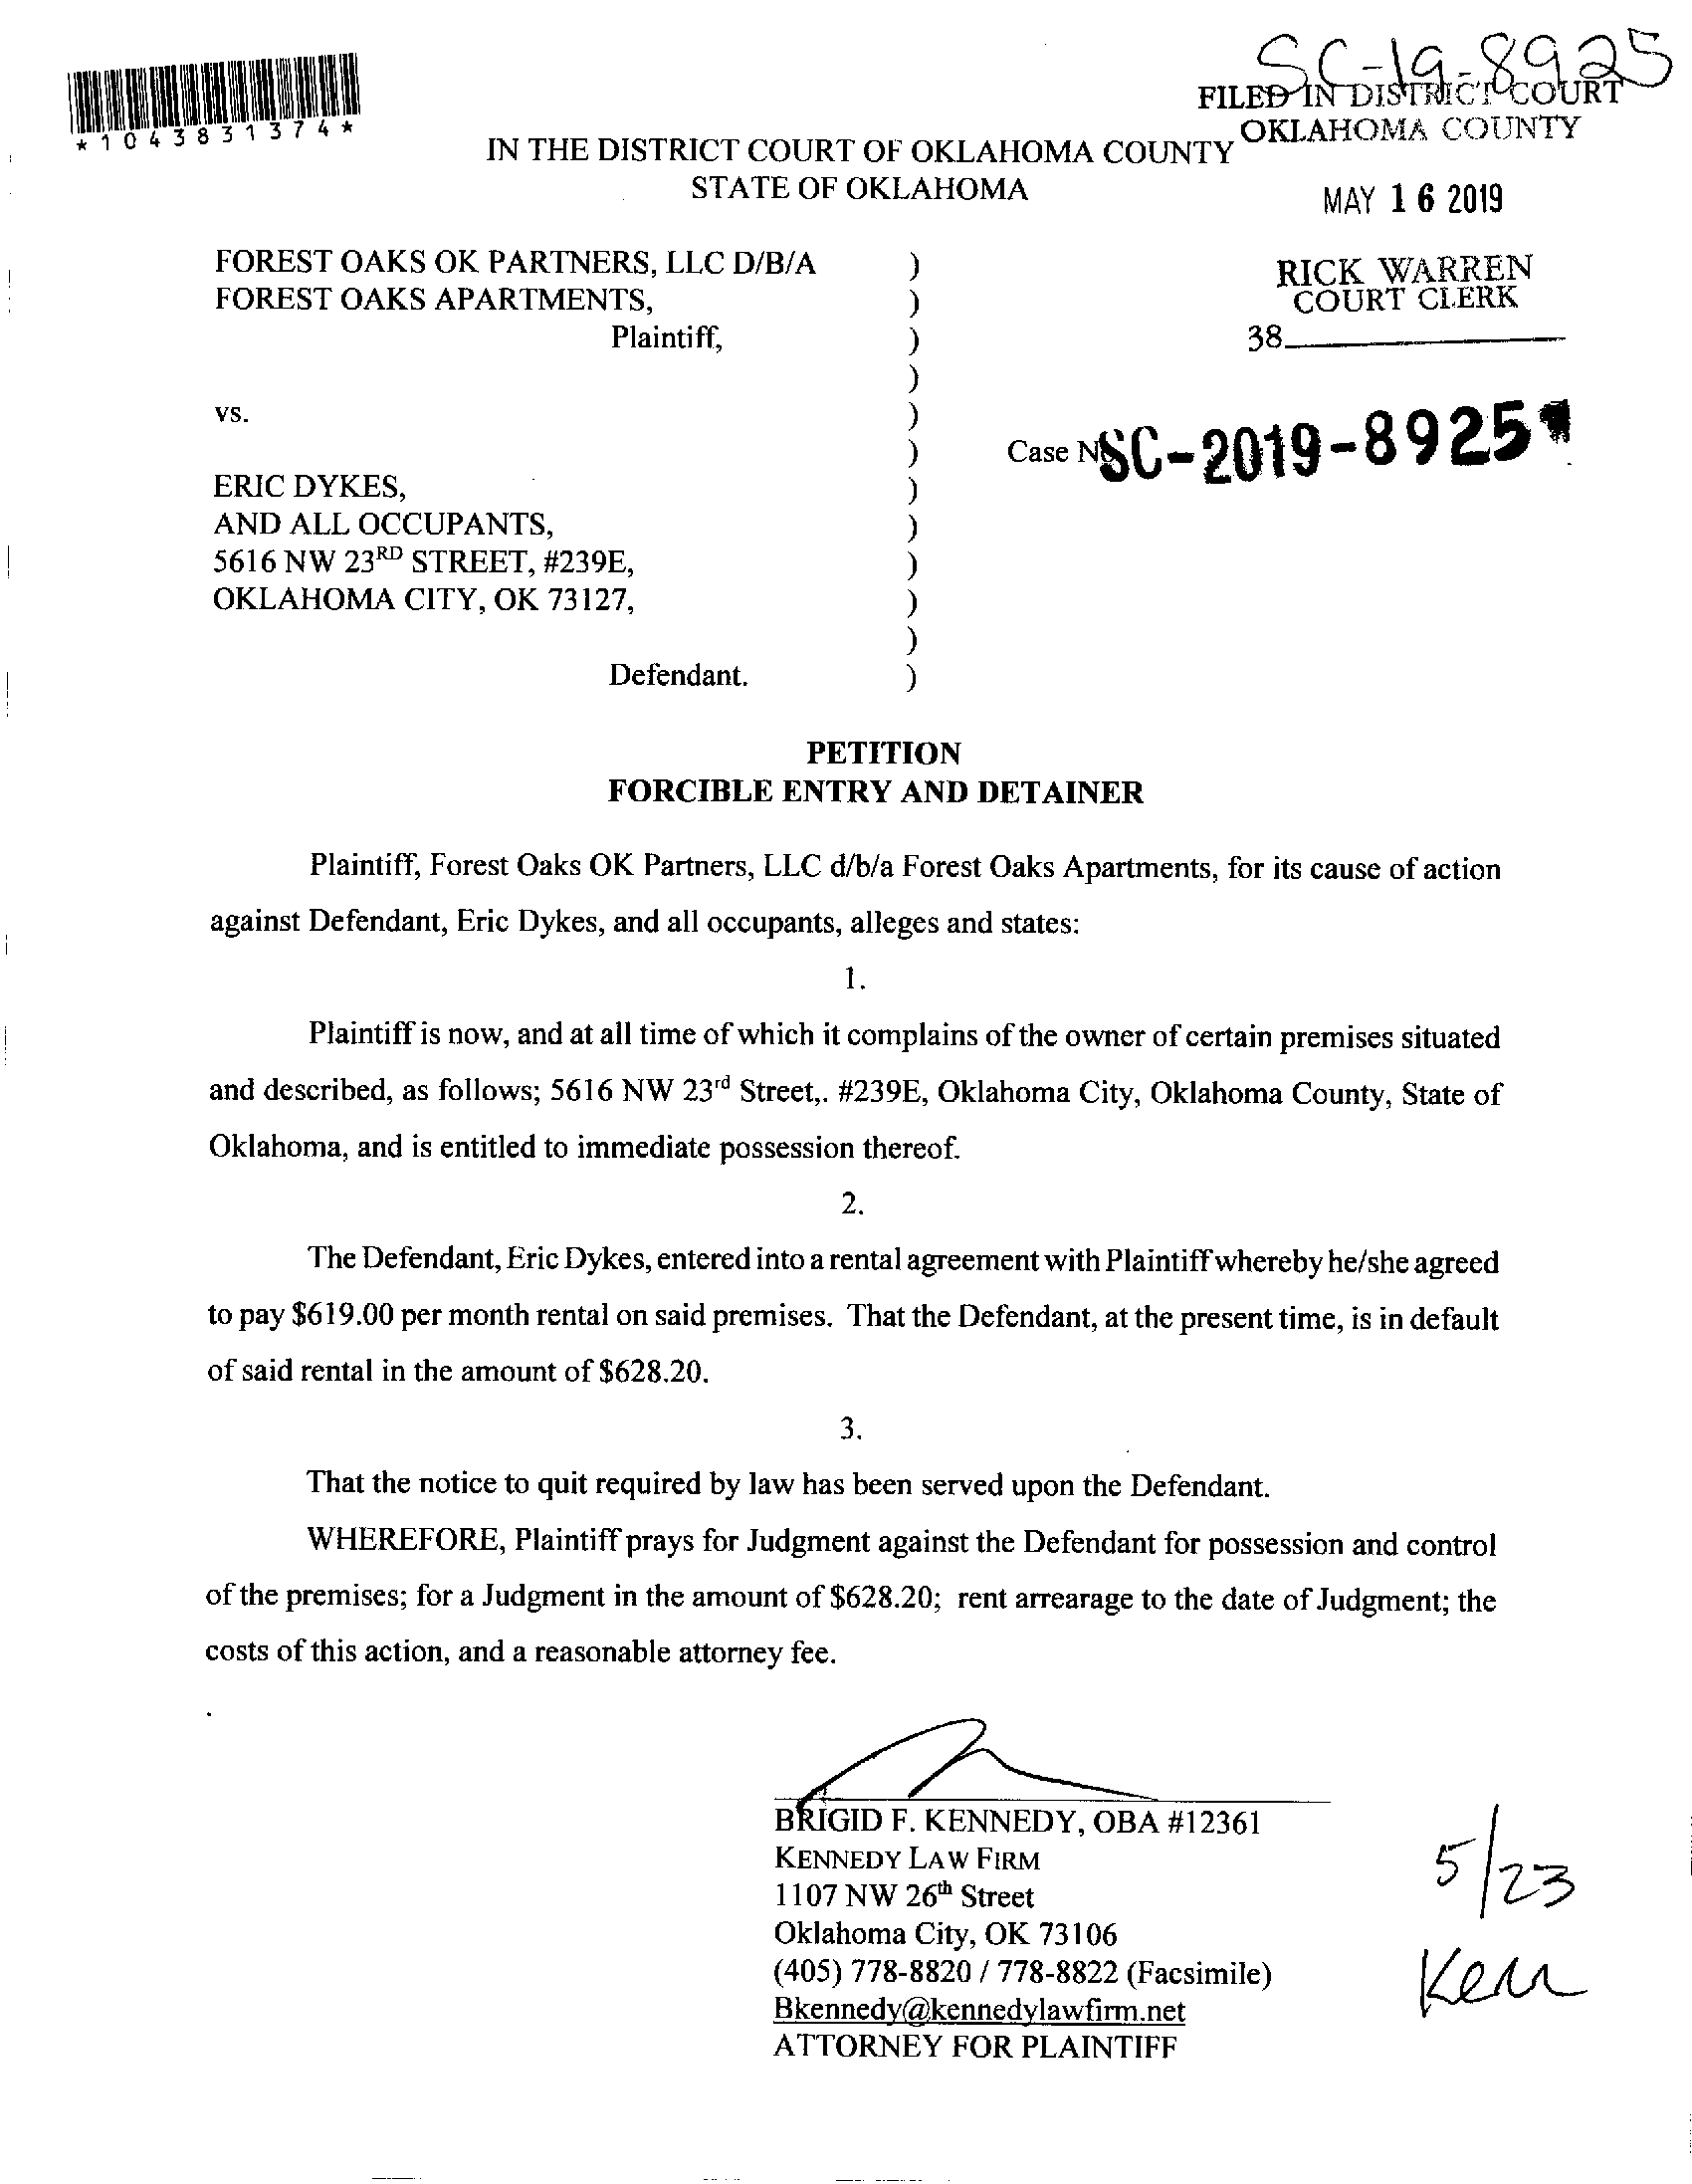 SC-19-8925
*1043831374*
FILED IN DISTRICT COURT
OKLAHOMA COUNTY
IN THE DISTRICT COURT OF OKLAHOMA COUNTY
STATE OF OKLAHOMA
MAY 16 2019
RICK WARREN
COURT CLERK
38
FOREST OAKS OK PARTNERS, LLC D/B/A )
FOREST OAKS APARTMENTS, )
Plaintiff, )
)
vs. )
) Case No SC-2019-8925
ERIC DYKES, )
AND ALL OCCUPANTS, )
5616 NW 23RD STREET, #239E, )
OKLAHOMA CITY, OK 73127, )
)
Defendant. )
PETITION
FORCIBLE ENTRY AND DETAINER
Plaintiff, Forest Oaks OK Partners, LLC d/b/a Forest Oaks Apartments, for its cause of action
against Defendant, Eric Dykes, and all occupants, alleges and states:
1.
Plaintiff is now, and at all time of which it complains of the owner of certain premises situated
and described, as follows; 5616 NW 23rd Street,. #239E, Oklahoma City, Oklahoma County, State of
Oklahoma, and is entitled to immediate possession thereof.
2.
The Defendant, Eric Dykes, entered into a rental agreement with Plaintiff whereby he/she agreed
to pay $619.00 per month rental on said premises. That the Defendant, at the present time, is in default
of said rental in the amount of $628.20.
3.
That the notice to quit required by law has been served upon the Defendant.
WHEREFORE, Plaintiff prays for Judgment against the Defendant for possession and control
of the premises; for a Judgment in the amount of $628.20; rent arrearage to the date of Judgment; the
costs of this action, and a reasonable attorney fee.
BRIGID F. KENNEDY, OBA #12361
KENNEDY LAW FIRM
1107 NW 26th Street
Oklahoma City, OK 73106
(405) 778-8820 / 778-8822 (Facsimile)
Bkennedy@kennedylawfirm.net
ATTORNEY FOR PLAINTIFF
5/23